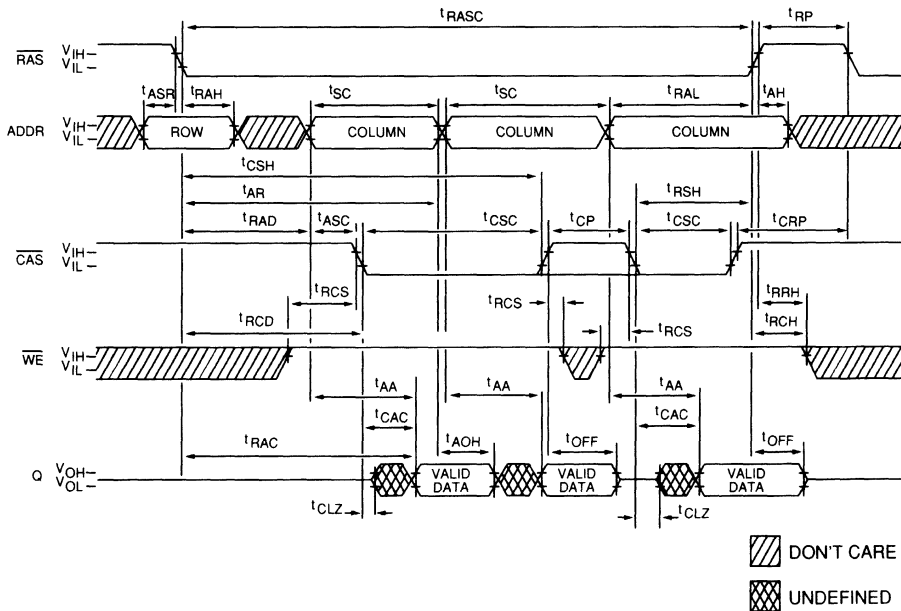 tRASC tRP
RAS VIH
VIL
tASR tRAH tSC tSC tRAL tAH
ADDR VIH
VIL
ROW COLUMN COLUMN COLUMN
tCSH
tAR tRSH
tRAD tASC tCSC tCP tCSC tCRP
CAS VIH
VIL
tRCS tRCS tRRH
tRCD tRCS tRCH
WE VIH
VIL
tAA tAA tAA
tCAC tCAC
tRAC tAOH tOFF tOFF
Q VOH
VOL
VALID DATA VALID DATA VALID DATA
tCLZ tCLZ
DON'T CARE
UNDEFINED